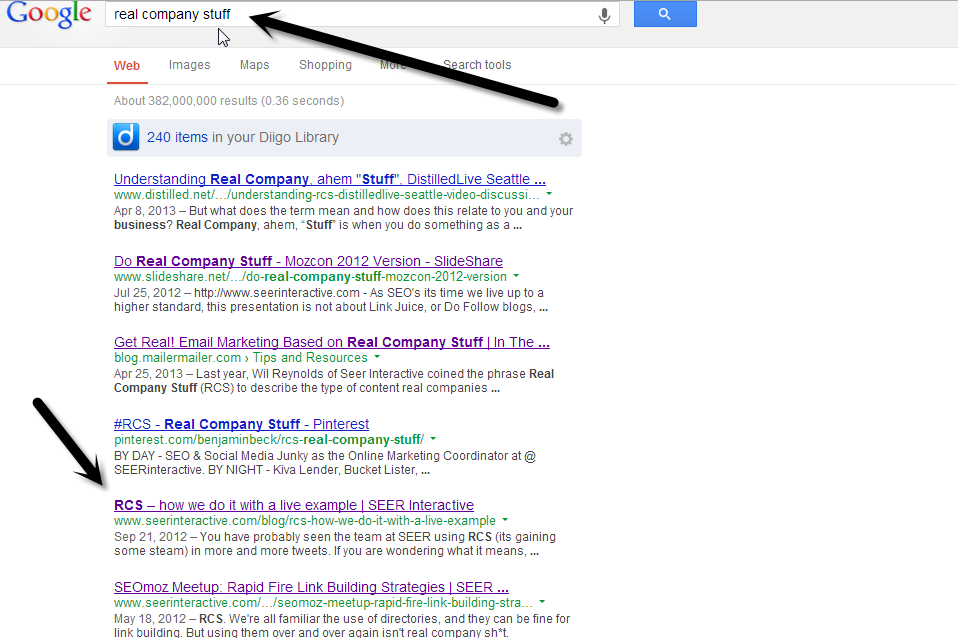 Google real company stuff
Web Images Maps Shopping More Search tools
About 382,000,000 results (0.36 seconds)
d 240 items in your Diigo Library
Understanding Real Company, ahem "Stuff", DistilledLive Seattle ...
www.distilled.net/.../understanding-rcs-distilledlive-seattle-video-discussi...
Apr 8, 2013 – But what does the term mean and how does this relate to you and your
business? Real Company, ahem, “Stuff” is when you do something as a ...
Do Real Company Stuff - Mozcon 2012 Version - SlideShare
www.slideshare.net/.../do-real-company-stuff-mozcon-2012-version
Jul 25, 2012 – http://www.seerinteractive.com - As SEO's its time we live up to a
higher standard, this presentation is not about Link Juice, or Do Follow blogs, ...
Get Real! Email Marketing Based on Real Company Stuff | In The ...
blog.mailermailer.com › Tips and Resources
Apr 25, 2013 – Last year, Wil Reynolds of Seer Interactive coined the phrase Real
Company Stuff (RCS) to describe the type of content real companies ...
#RCS - Real Company Stuff - Pinterest
pinterest.com/benjaminbeck/rcs-real-company-stuff/
BY DAY - SEO & Social Media Junky as the Online Marketing Coordinator at @
SEERinteractive. BY NIGHT - Kiva Lender, Bucket Lister, ...
RCS – how we do it with a live example | SEER Interactive
www.seerinteractive.com/blog/rcs-how-we-do-it-with-a-live-example
Sep 21, 2012 – You have probably seen the team at SEER using RCS (its gaining
some steam) in more and more tweets. If you are wondering what it means, ...
SEOmoz Meetup: Rapid Fire Link Building Strategies | SEER ...
www.seerinteractive.com/.../seomoz-meetup-rapid-fire-link-building-stra...
May 18, 2012 – RCS. We're all familiar the use of directories, and they can be fine for
link building. But using them over and over again isn't real company sh*t.